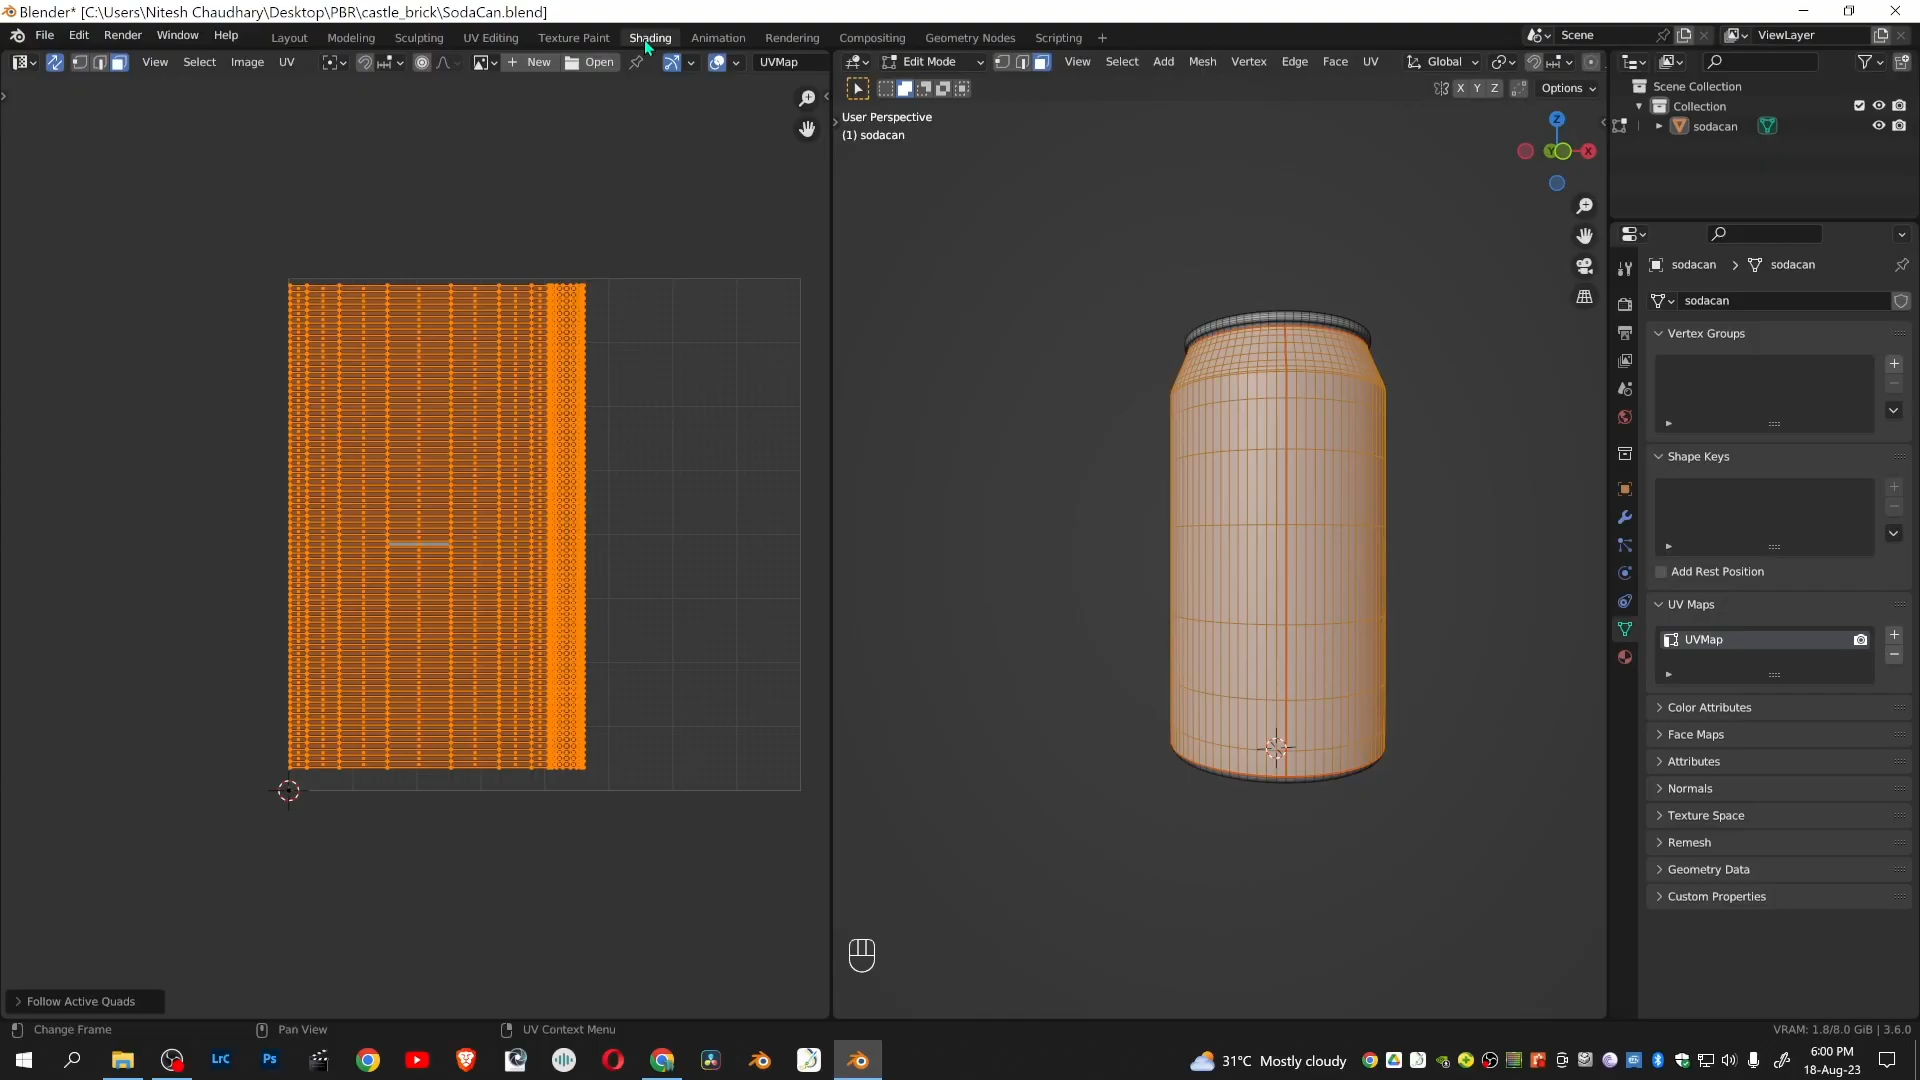 Blender* [C:\Users\Nitesh Chaudhary\Desktop\PBR\castle_brick\SodaCan.blend]
File Edit Render Window Help Layout Modeling Sculpting UV Editing Texture Paint Shading Animation Rendering Compositing Geometry Nodes Scripting + Scene ViewLayer
View Select Image UV New Open UVMap
Edit Mode View Select Add Mesh Vertex Edge Face UV Global
X Y Z Options
User Perspective
(1) sodacan
Z
Y X
Scene Collection
Collection
sodacan
sodacan > sodacan
sodacan
Vertex Groups
Shape Keys
Add Rest Position
UV Maps
UVMap
Color Attributes
Face Maps
Attributes
Normals
Texture Space
Remesh
Geometry Data
Custom Properties
Follow Active Quads
Change Frame Pan View UV Context Menu VRAM: 1.8/8.0 GiB | 3.6.0
LrC Ps 31°C Mostly cloudy
6:00 PM
18-Aug-23